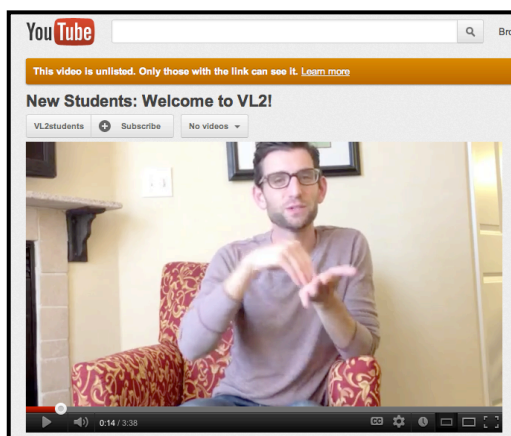 YouTube
Bro
This video is unlisted. Only those with the link can see it. Learn more
New Students: Welcome to VL2!
VL2students Subscribe No videos
0:14 / 3:38 CC